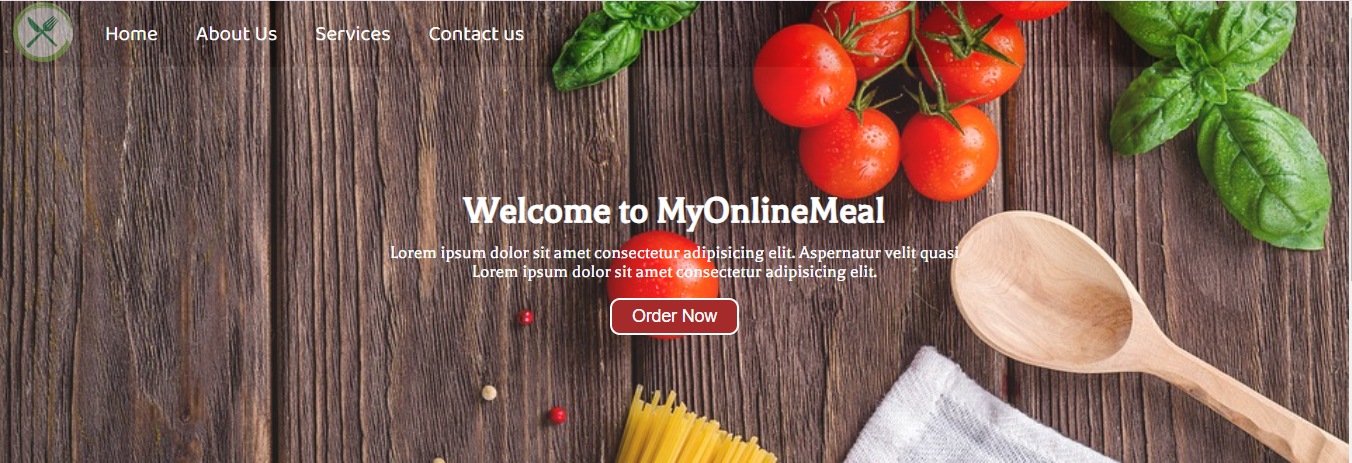 Home About Us Services Contact us
Welcome to MyOnlineMeal
Lorem ipsum dolor sit amet consectetur adipisicing elit. Aspernatur velit quasi
Lorem ipsum dolor sit amet consectetur adipisicing elit.
Order Now